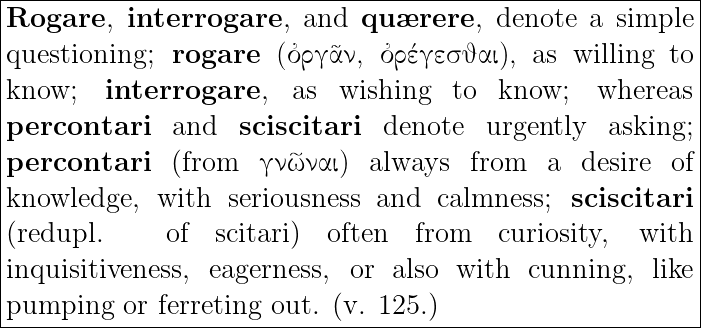 Rogare, interrogare, and quærere, denote a simple
questioning; rogare (ὀργᾶν, ὀρέγεσϑαι), as willing to
know; interrogare, as wishing to know; whereas
percontari and sciscitari denote urgently asking;
percontari (from γνῶναι) always from a desire of
knowledge, with seriousness and calmness; sciscitari
(redupl. of scitari) often from curiosity, with
inquisitiveness, eagerness, or also with cunning, like
pumping or ferreting out. (v. 125.)